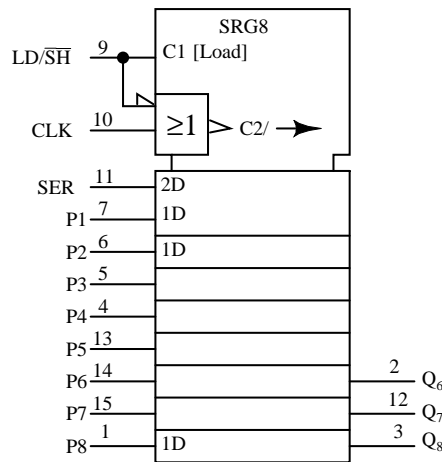 SRG8
LD/S̅H̅ 9 C1 [Load]
10
CLK ≥1 C2/
SER 11 2D
P1 7 1D
P2 6 1D
P3 5
P4 4
P5 13
P6 14 2 Q₆
P7 15 12 Q₇
P8 1 1D 3 Q₈